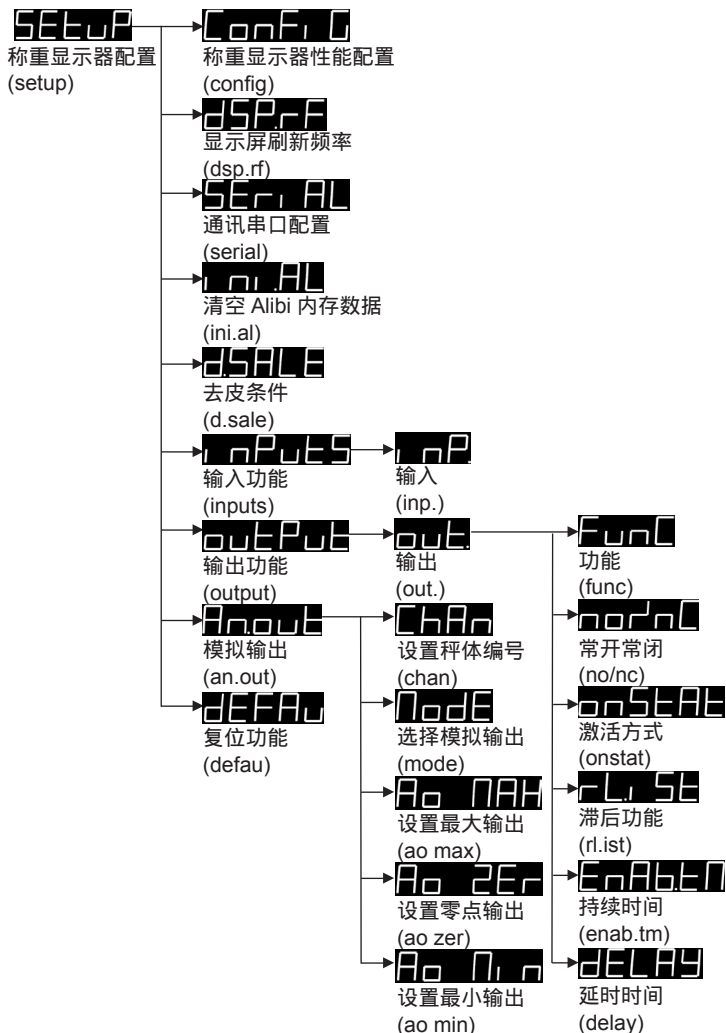 SEtuP
称重显示器配置
(setup)
ConFiG
称重显示器性能配置
(config)
dSP.rF
显示屏刷新频率
(dsp.rf)
SEriAL
通讯串口配置
(serial)
ini.AL
清空 Alibi 内存数据
(ini.al)
d.SALE
去皮条件
(d.sale)
inPutS
输入功能
(inputs)
inP.
输入
(inp.)
outPut
输出功能
(output)
out.
输出
(out.)
An.out
模拟输出
(an.out)
dEFAu
复位功能
(defau)
ChAn
设置秤体编号
(chan)
ModE
选择模拟输出
(mode)
Ao MAH
设置最大输出
(ao max)
Ao ZEr
设置零点输出
(ao zer)
Ao Min
设置最小输出
(ao min)
FunC
功能
(func)
no/nC
常开常闭
(no/nc)
onStAt
激活方式
(onstat)
rL.iSt
滞后功能
(rl.ist)
EnAb.tM
持续时间
(enab.tm)
dELAY
延时时间
(delay)